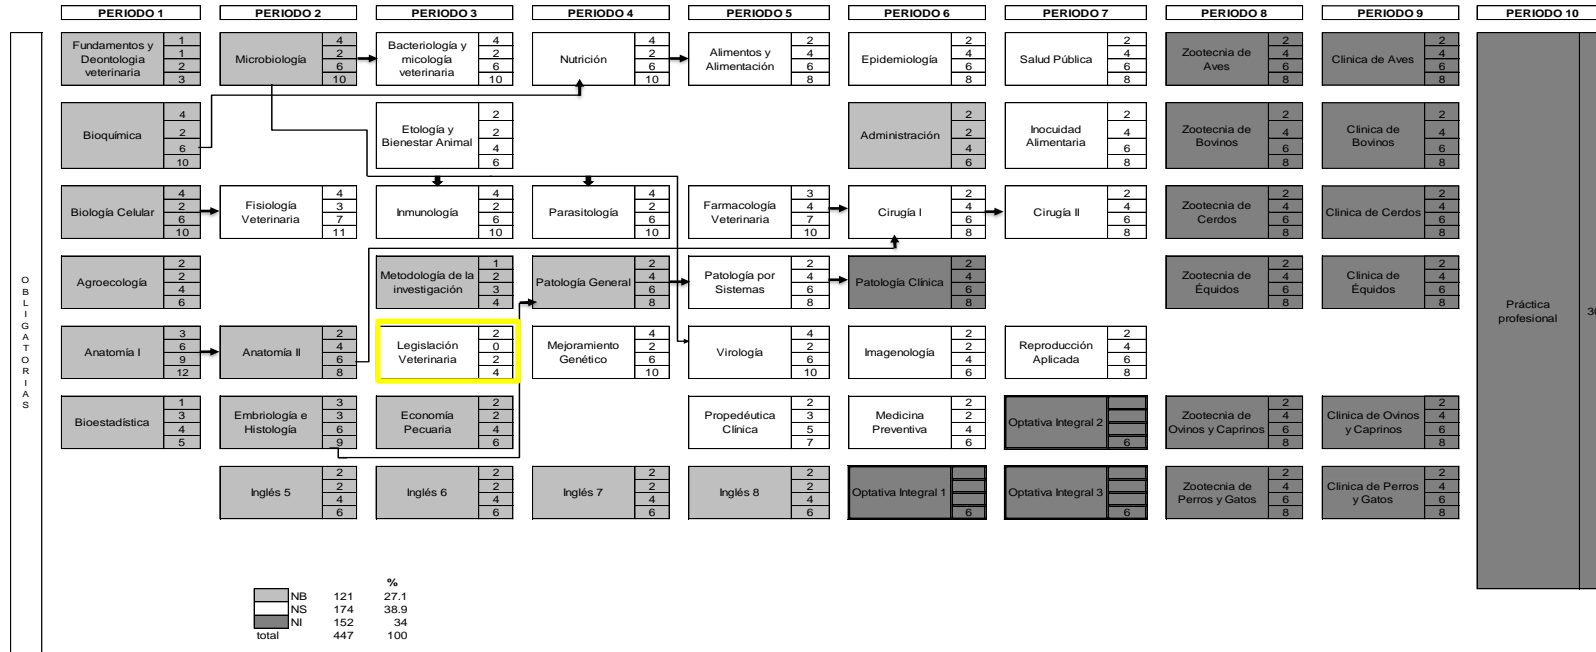 PERIODO 1
PERIODO 2
PERIODO 3
PERIODO 4
PERIODO 5
PERIODO 6
PERIODO 7
PERIODO 8
PERIODO 9
PERIODO 10
OBLIGATORIAS
Fundamentos y
Deontologia
veterinaria
1
1
2
3
Microbiología
4
2
6
10
Bacteriología y
micología
veterinaria
4
2
6
10
Nutrición
4
2
6
10
Alimentos y
Alimentación
2
4
6
8
Epidemiología
2
4
6
8
Salud Pública
2
4
6
8
Zootecnia de
Aves
2
4
6
8
Clinica de Aves
2
4
6
8
Bioquímica
4
2
6
10
Etología y
Bienestar Animal
2
2
4
6
Administración
2
2
4
6
Inocuidad
Alimentaria
2
4
6
8
Zootecnia de
Bovinos
2
4
6
8
Clinica de
Bovinos
2
4
6
8
Biología Celular
4
2
6
10
Fisiología
Veterinaria
4
3
7
11
Inmunología
4
2
6
10
Parasitología
4
2
6
10
Farmacología
Veterinaria
3
4
7
10
Cirugía I
2
4
6
8
Cirugía II
2
4
6
8
Zootecnia de
Cerdos
2
4
6
8
Clinica de Cerdos
2
4
6
8
Agroecología
2
2
4
6
Metodología de la
investigación
1
2
3
4
Patología General
2
4
6
8
Patología por
Sistemas
2
4
6
8
Patología Clínica
2
4
6
8
Zootecnia de
Équidos
2
4
6
8
Clinica de
Équidos
2
4
6
8
Práctica
profesional
30
Anatomía I
3
6
9
12
Anatomía II
2
4
6
8
Legislación
Veterinaria
2
0
2
4
Mejoramiento
Genético
4
2
6
10
Virología
4
2
6
10
Imagenología
2
2
4
6
Reproducción
Aplicada
2
4
6
8
Bioestadística
1
3
4
5
Embriología e
Histología
3
3
6
9
Economía
Pecuaria
2
2
4
6
Propedéutica
Clínica
2
3
5
7
Medicina
Preventiva
2
2
4
6
Optativa Integral 2
6
Zootecnia de
Ovinos y Caprinos
2
4
6
8
Clinica de Ovinos
y Caprinos
2
4
6
8
Inglés 5
2
2
4
6
Inglés 6
2
2
4
6
Inglés 7
2
2
4
6
Inglés 8
2
2
4
6
Optativa Integral 1
6
Optativa Integral 3
6
Zootecnia de
Perros y Gatos
2
4
6
8
Clinica de Perros
y Gatos
2
4
6
8
%
NB 121 27.1
NS 174 38.9
NI 152 34
total 447 100